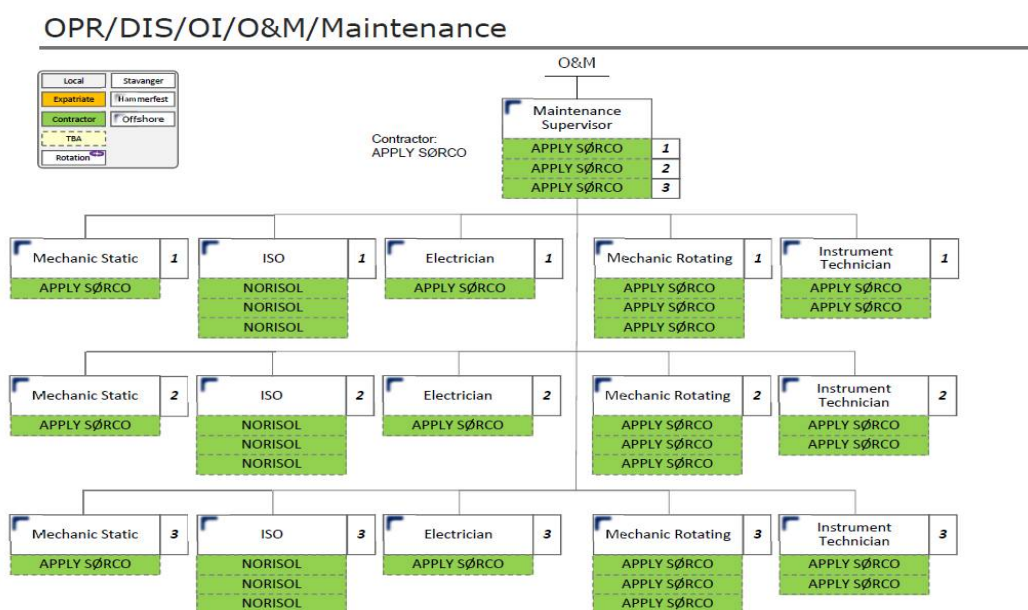 OPR/DIS/OI/O&M/Maintenance
Local Stavanger
Expatriate Hammerfest
Contractor Offshore
TBA
Rotation
O&M
Contractor:
APPLY SØRCO
Maintenance
Supervisor
APPLY SØRCO 1
APPLY SØRCO 2
APPLY SØRCO 3
Mechanic Static 1
APPLY SØRCO
ISO 1
NORISOL
NORISOL
NORISOL
Electrician 1
APPLY SØRCO
Mechanic Rotating 1
APPLY SØRCO
APPLY SØRCO
APPLY SØRCO
Instrument
Technician 1
APPLY SØRCO
APPLY SØRCO
Mechanic Static 2
APPLY SØRCO
ISO 2
NORISOL
NORISOL
NORISOL
Electrician 2
APPLY SØRCO
Mechanic Rotating 2
APPLY SØRCO
APPLY SØRCO
APPLY SØRCO
Instrument
Technician 2
APPLY SØRCO
APPLY SØRCO
Mechanic Static 3
APPLY SØRCO
ISO 3
NORISOL
NORISOL
NORISOL
Electrician 3
APPLY SØRCO
Mechanic Rotating 3
APPLY SØRCO
APPLY SØRCO
APPLY SØRCO
Instrument
Technician 3
APPLY SØRCO
APPLY SØRCO